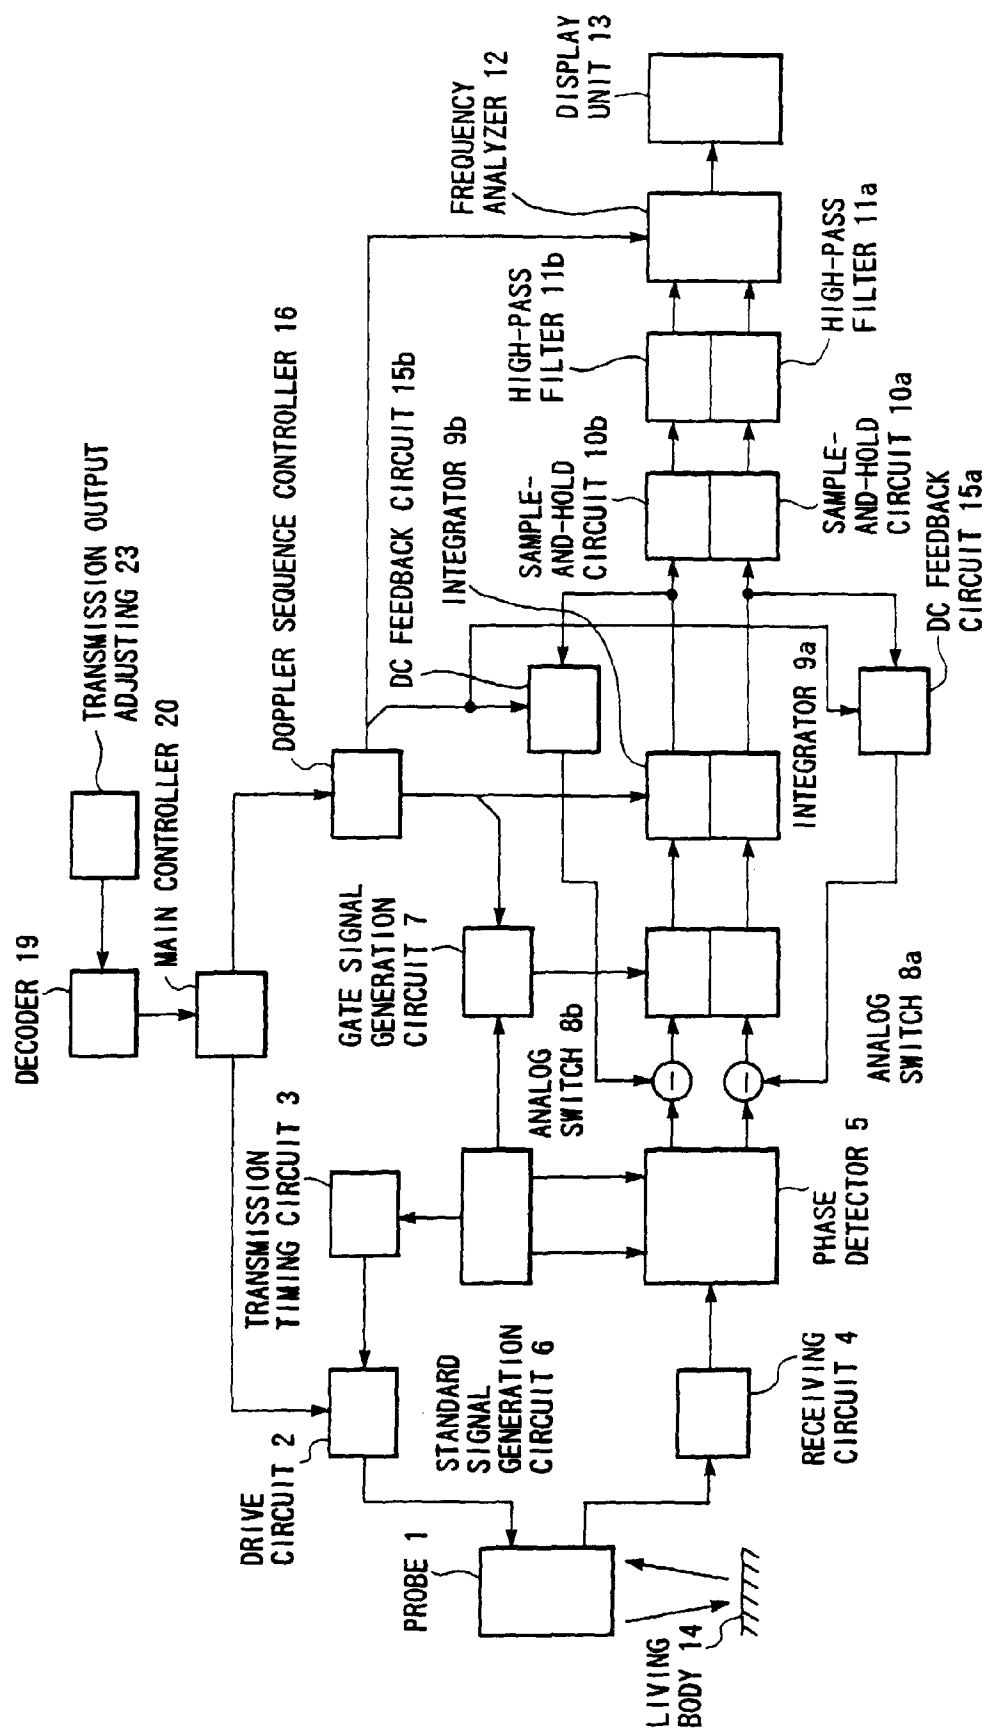 TRANSMISSION OUTPUT
ADJUSTING 23
DECODER 19
MAIN CONTROLLER 20
DOPPLER SEQUENCE CONTROLLER 16
TRANSMISSION
TIMING CIRCUIT 3
DRIVE
CIRCUIT 2
GATE SIGNAL
GENERATION
CIRCUIT 7
DC FEEDBACK CIRCUIT 15b
INTEGRATOR 9b
FREQUENCY
ANALYZER 12
DISPLAY
UNIT 13
HIGH-PASS
FILTER 11b
SAMPLE-
AND-HOLD
CIRCUIT 10b
PROBE 1
STANDARD
SIGNAL
GENERATION
CIRCUIT 6
ANALOG
SWITCH 8b
LIVING
BODY 14
RECEIVING
CIRCUIT 4
PHASE
DETECTOR 5
ANALOG
SWITCH 8a
INTEGRATOR 9a
SAMPLE-
AND-HOLD
CIRCUIT 10a
HIGH-PASS
FILTER 11a
DC FEEDBACK
CIRCUIT 15a